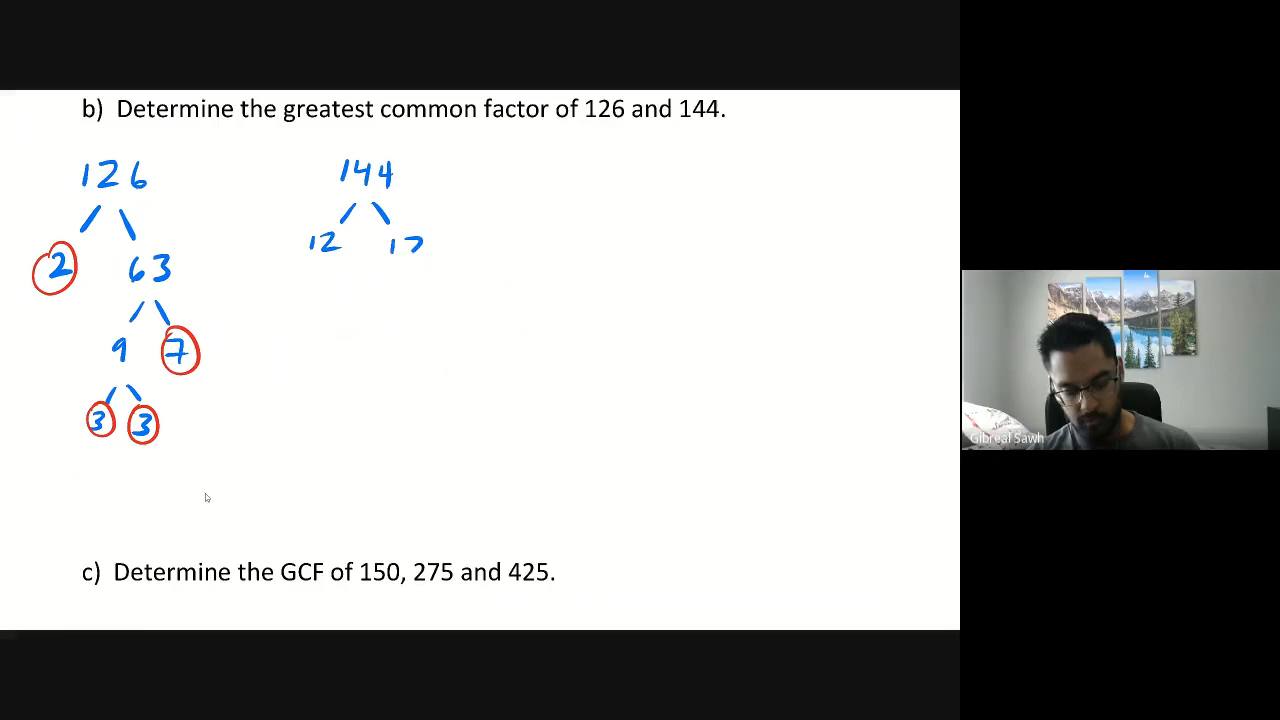 b) Determine the greatest common factor of 126 and 144.
126 144
12 12
2 63
9 7
3 3
c) Determine the GCF of 150, 275 and 425.
Gibreal Sawh